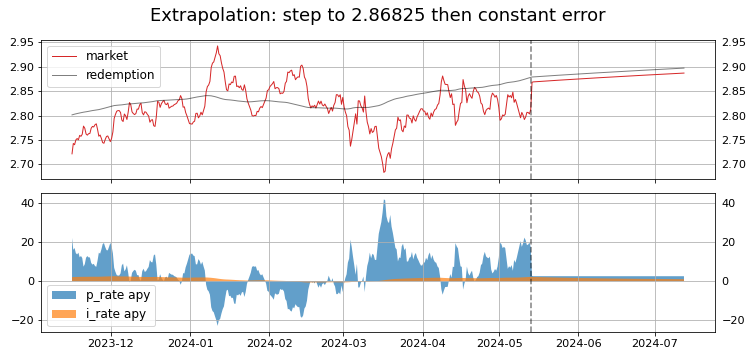 Extrapolation: step to 2.86825 then constant error
2.95 2.95
2.90 2.90
2.85 2.85
2.80 2.80
2.75 2.75
2.70 2.70
market
redemption
40 40
20 20
0 0
−20 −20
p_rate apy
i_rate apy
2023-12 2024-01 2024-02 2024-03 2024-04 2024-05 2024-06 2024-07